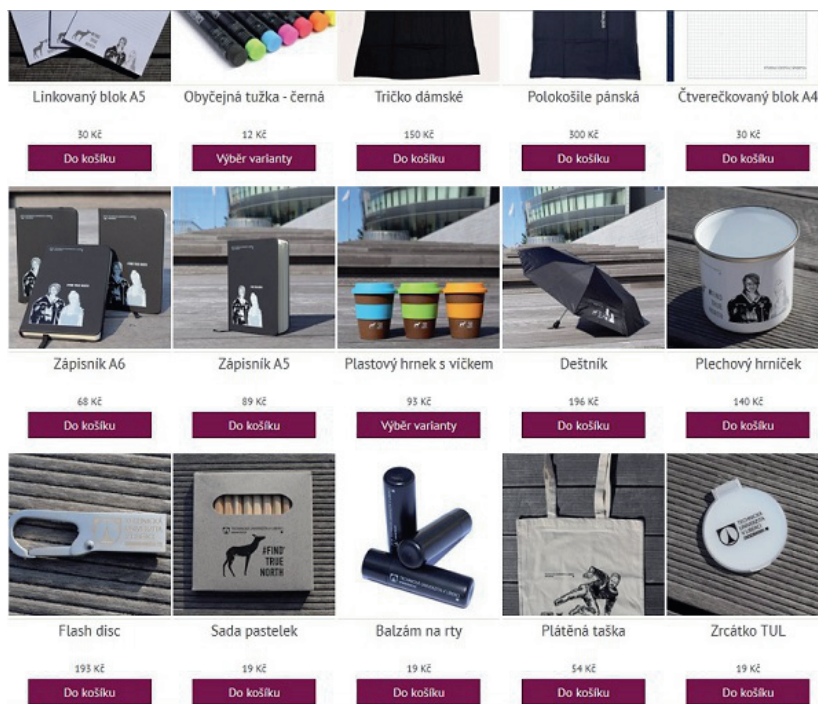 Linkovaný blok A5
Obyčejná tužka - černá
Tričko dámské
Polokošile pánská
Čtverečkovaný blok A4
30 Kč
12 Kč
150 Kč
300 Kč
30 Kč
Do košíku
Výběr varianty
Do košíku
Do košíku
Do košíku
Zápisník A6
Zápisník A5
Plastový hrnek s víčkem
Deštník
Plechový hrníček
68 Kč
89 Kč
93 Kč
196 Kč
140 Kč
Do košíku
Do košíku
Výběr varianty
Do košíku
Do košíku
#FIND
TRUE
NORTH
TECHNICKÁ
UNIVERZITA
V LIBERCI
Flash disc
Sada pastelek
Balzám na rty
Plátěná taška
Zrcátko TUL
193 Kč
19 Kč
19 Kč
54 Kč
19 Kč
Do košíku
Do košíku
Do košíku
Do košíku
Do košíku